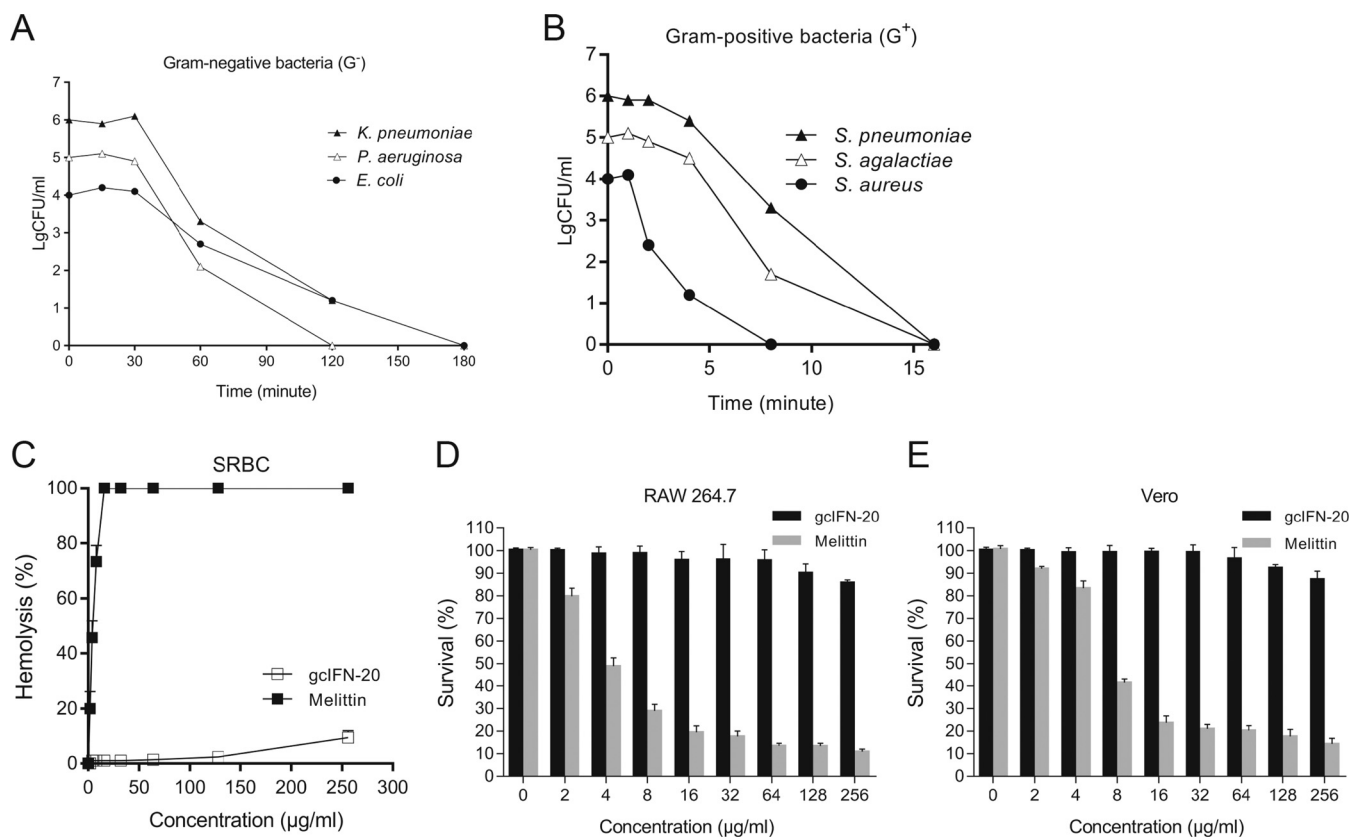 A
Gram-negative bacteria (G⁻)
7
6
5
4
3
2
1
0
LgCFU/ml
K. pneumoniae
P. aeruginosa
E. coli
0 30 60 90 120 150 180
Time (minute)
B
Gram-positive bacteria (G⁺)
7
6
5
4
3
2
1
0
LgCFU/ml
S. pneumoniae
S. agalactiae
S. aureus
0 5 10 15
Time (minute)
C
SRBC
100
80
60
40
20
0
Hemolysis (%)
gcIFN-20
Melittin
0 50 100 150 200 250 300
Concentration (µg/ml)
D
RAW 264.7
gcIFN-20
Melittin
110
100
90
80
70
60
50
40
30
20
10
0
Survival (%)
0 2 4 8 16 32 64 128 256
Concentration (µg/ml)
E
Vero
gcIFN-20
Melittin
110
100
90
80
70
60
50
40
30
20
10
0
Survival (%)
0 2 4 8 16 32 64 128 256
Concentration (µg/ml)